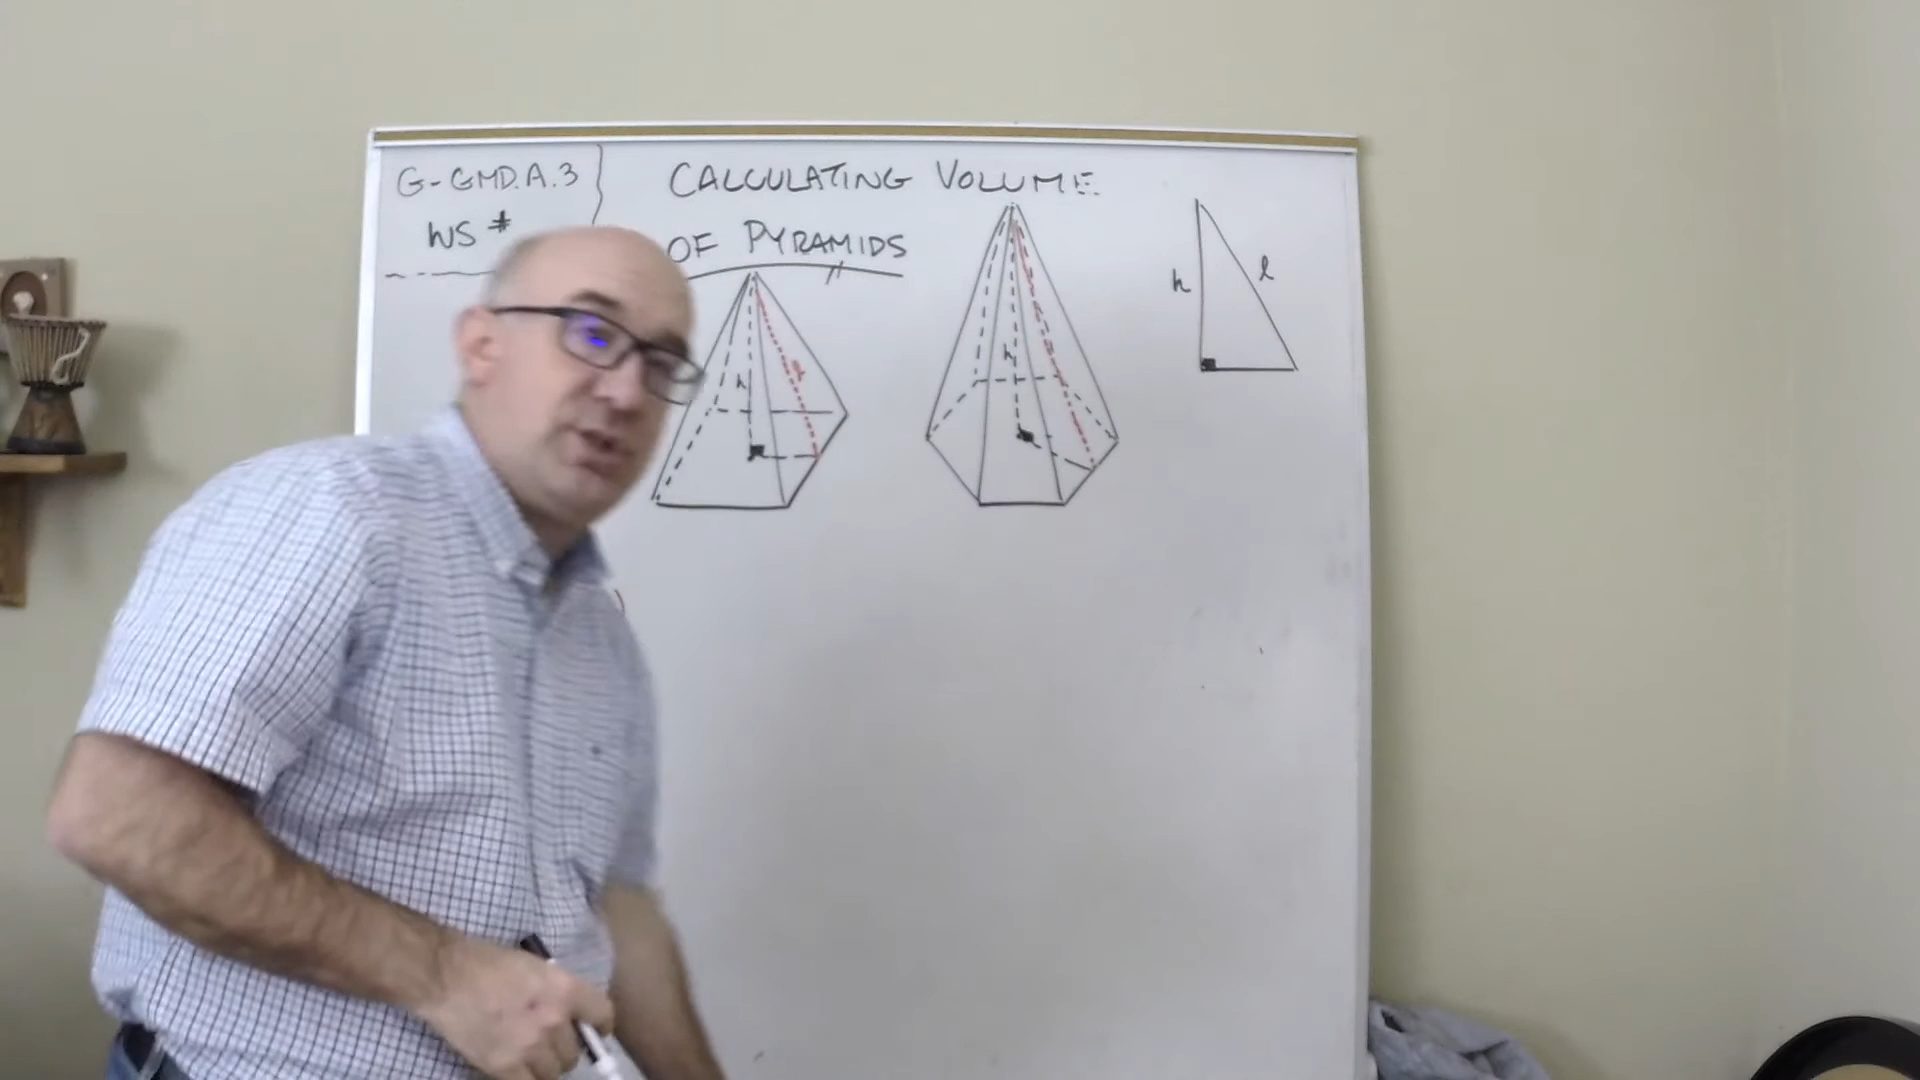 G-GMD.A.3
WS #
CALCULATING VOLUME
OF PYRAMIDS
h
l
h
h
l